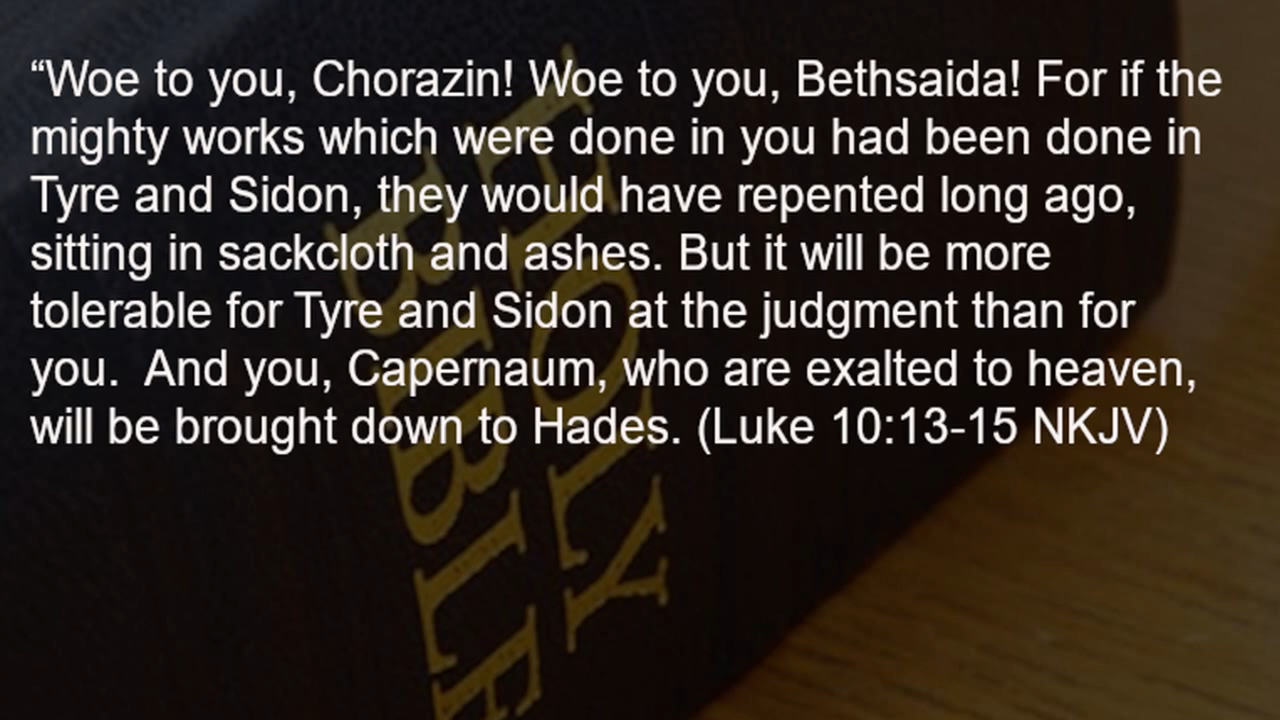 “Woe to you, Chorazin! Woe to you, Bethsaida! For if the
mighty works which were done in you had been done in
Tyre and Sidon, they would have repented long ago,
sitting in sackcloth and ashes. But it will be more
tolerable for Tyre and Sidon at the judgment than for
you.  And you, Capernaum, who are exalted to heaven,
will be brought down to Hades. (Luke 10:13-15 NKJV)
HOLY
BIBLE